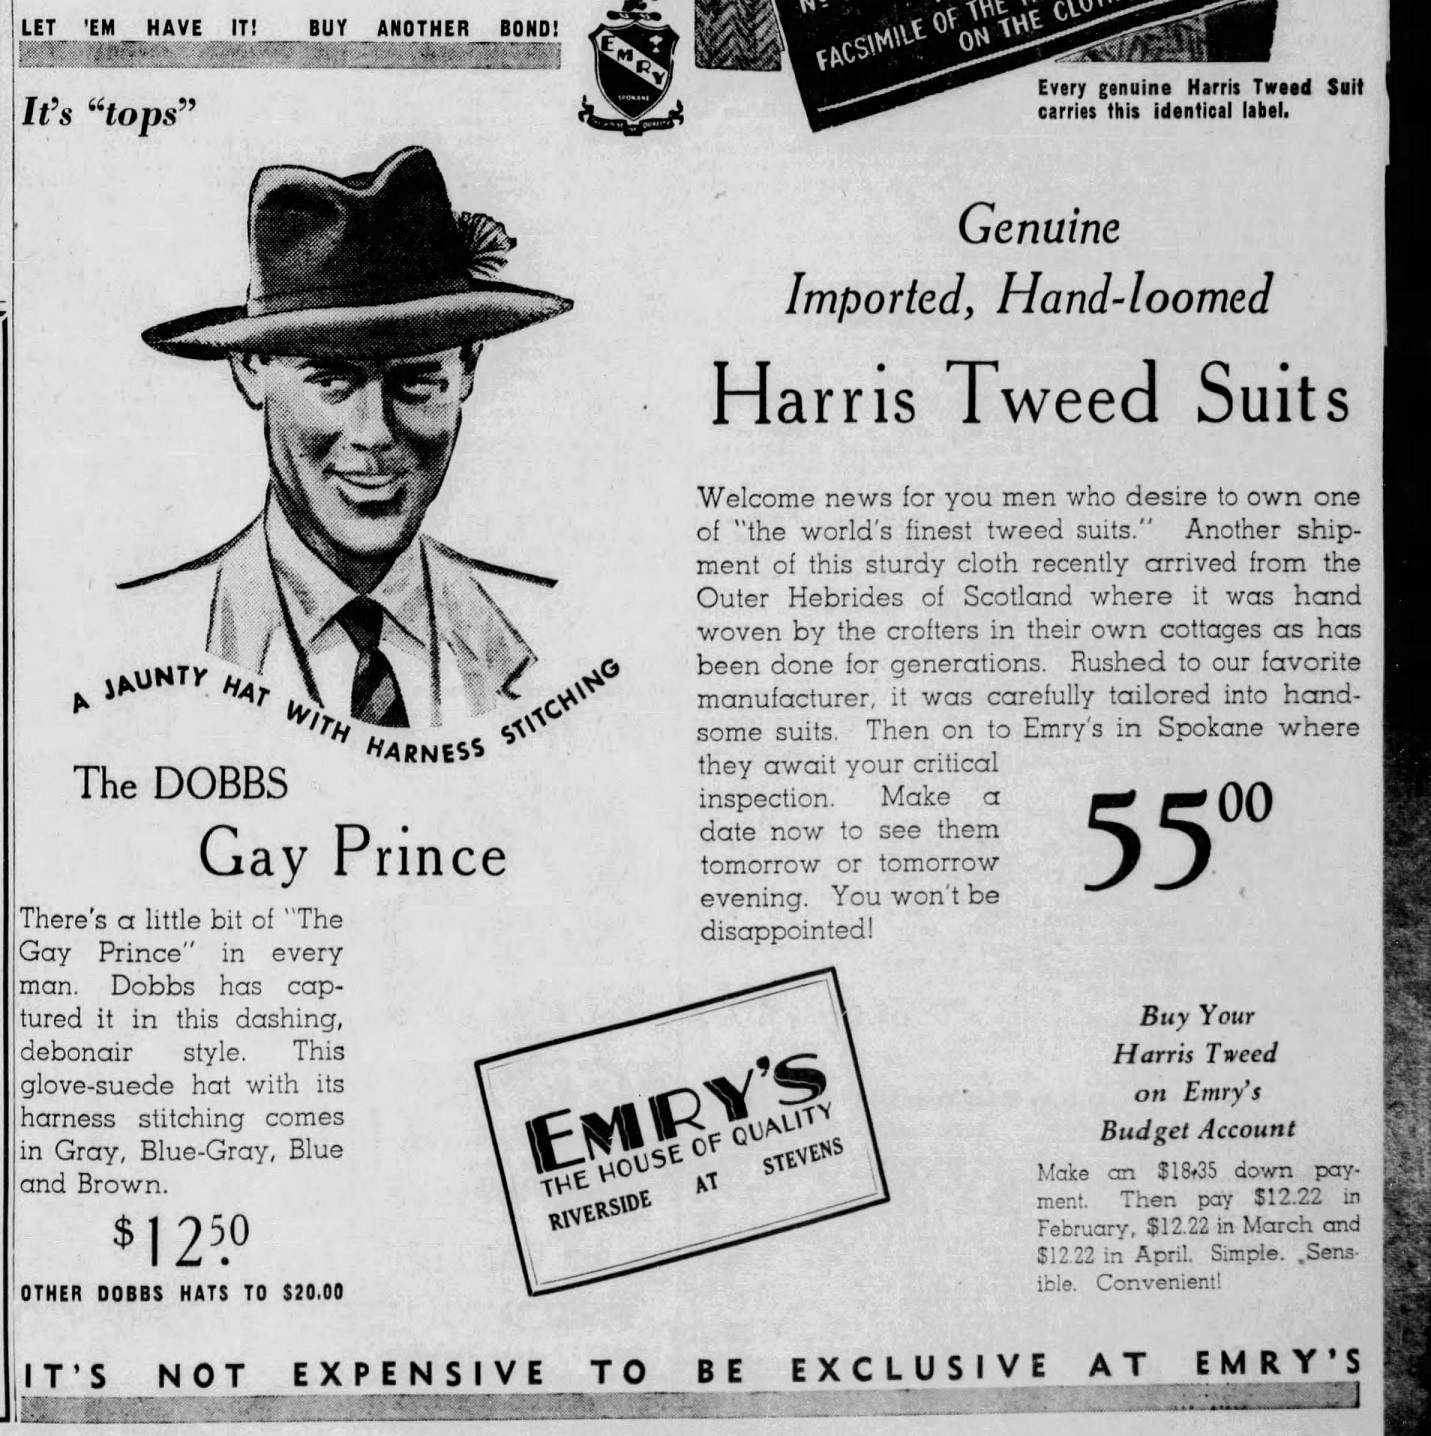 LET 'EM HAVE IT! BUY ANOTHER BOND!
EMRY
SPOKANE
FACSIMILE OF THE
ON THE
Every genuine Harris Tweed Suit
carries this identical label.
It's "tops"
A JAUNTY HAT WITH HARNESS STITCHING
The DOBBS
Gay Prince
There's a little bit of "The
Gay Prince" in every
man. Dobbs has cap-
tured it in this dashing,
debonair style. This
glove-suede hat with its
harness stitching comes
in Gray, Blue-Gray, Blue
and Brown.
$12.50
OTHER DOBBS HATS TO $20.00
Genuine
Imported, Hand-loomed
Harris Tweed Suits
Welcome news for you men who desire to own one
of "the world's finest tweed suits." Another ship-
ment of this sturdy cloth recently arrived from the
Outer Hebrides of Scotland where it was hand
woven by the crofters in their own cottages as has
been done for generations. Rushed to our favorite
manufacturer, it was carefully tailored into hand-
some suits. Then on to Emry's in Spokane where
they await your critical
inspection. Make a
date now to see them
tomorrow or tomorrow
evening. You won't be
disappointed!
55 00
EMRY'S
THE HOUSE OF QUALITY
RIVERSIDE AT STEVENS
Buy Your
Harris Tweed
on Emry's
Budget Account
Make an $18.35 down pay-
ment. Then pay $12.22 in
February, $12.22 in March and
$12.22 in April. Simple. Sens-
ible. Convenient!
IT'S NOT EXPENSIVE TO BE EXCLUSIVE AT EMRY'S